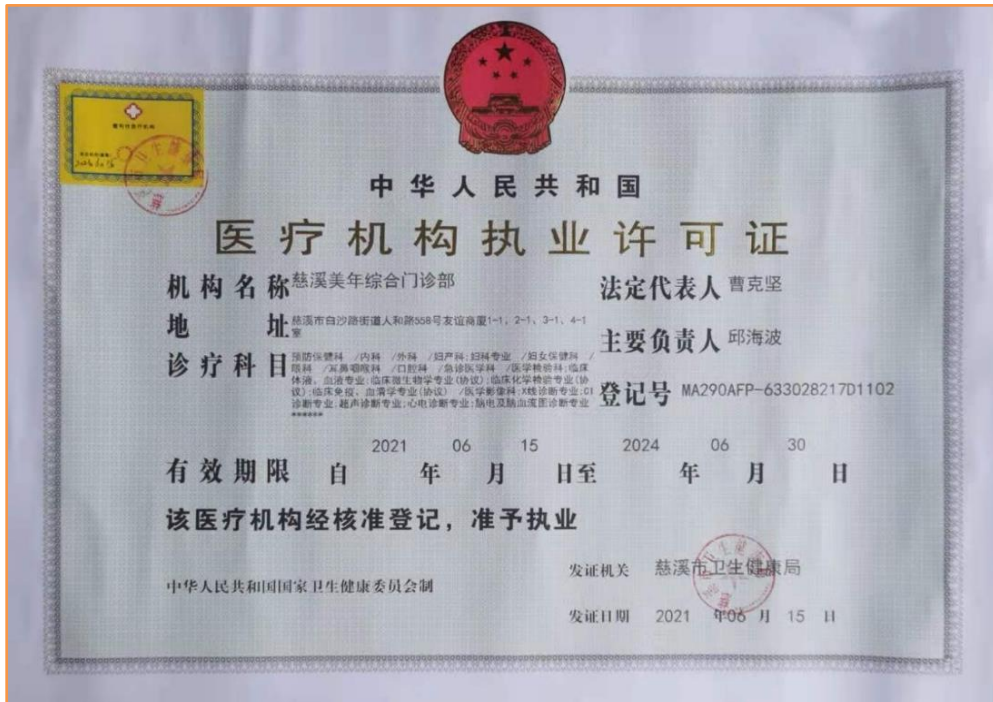 中华人民共和国
医疗机构执业许可证
机构名称 慈溪美年综合门诊部
法定代表人 曹克坚
地址 慈溪市白沙路街道人和路558号友谊商厦1-1，2-1、3-1、4-1
室
主要负责人 邱海波
诊疗科目 预防保健科 /内科 /外科 /妇产科:妇科专业 /妇女保健科 /
眼科 /耳鼻咽喉科 /口腔科 /急诊医学科 /医学检验科:临床
体液、血液专业;临床微生物学专业(协议);临床化学检验专业(协
议);临床免疫、血清学专业(协议) /医学影像科:X线诊断专业;CT
诊断专业;超声诊断专业;心电诊断专业;脑电及脑血流图诊断专业
******
登记号 MA290AFP-633028217D1102
有效期限 自 2021 年 06 月 15 日至 2024 年 06 月 30 日
该医疗机构经核准登记，准予执业
发证机关 慈溪市卫生健康局
中华人民共和国国家卫生健康委员会制
发证日期 2021 年06 月 15 日